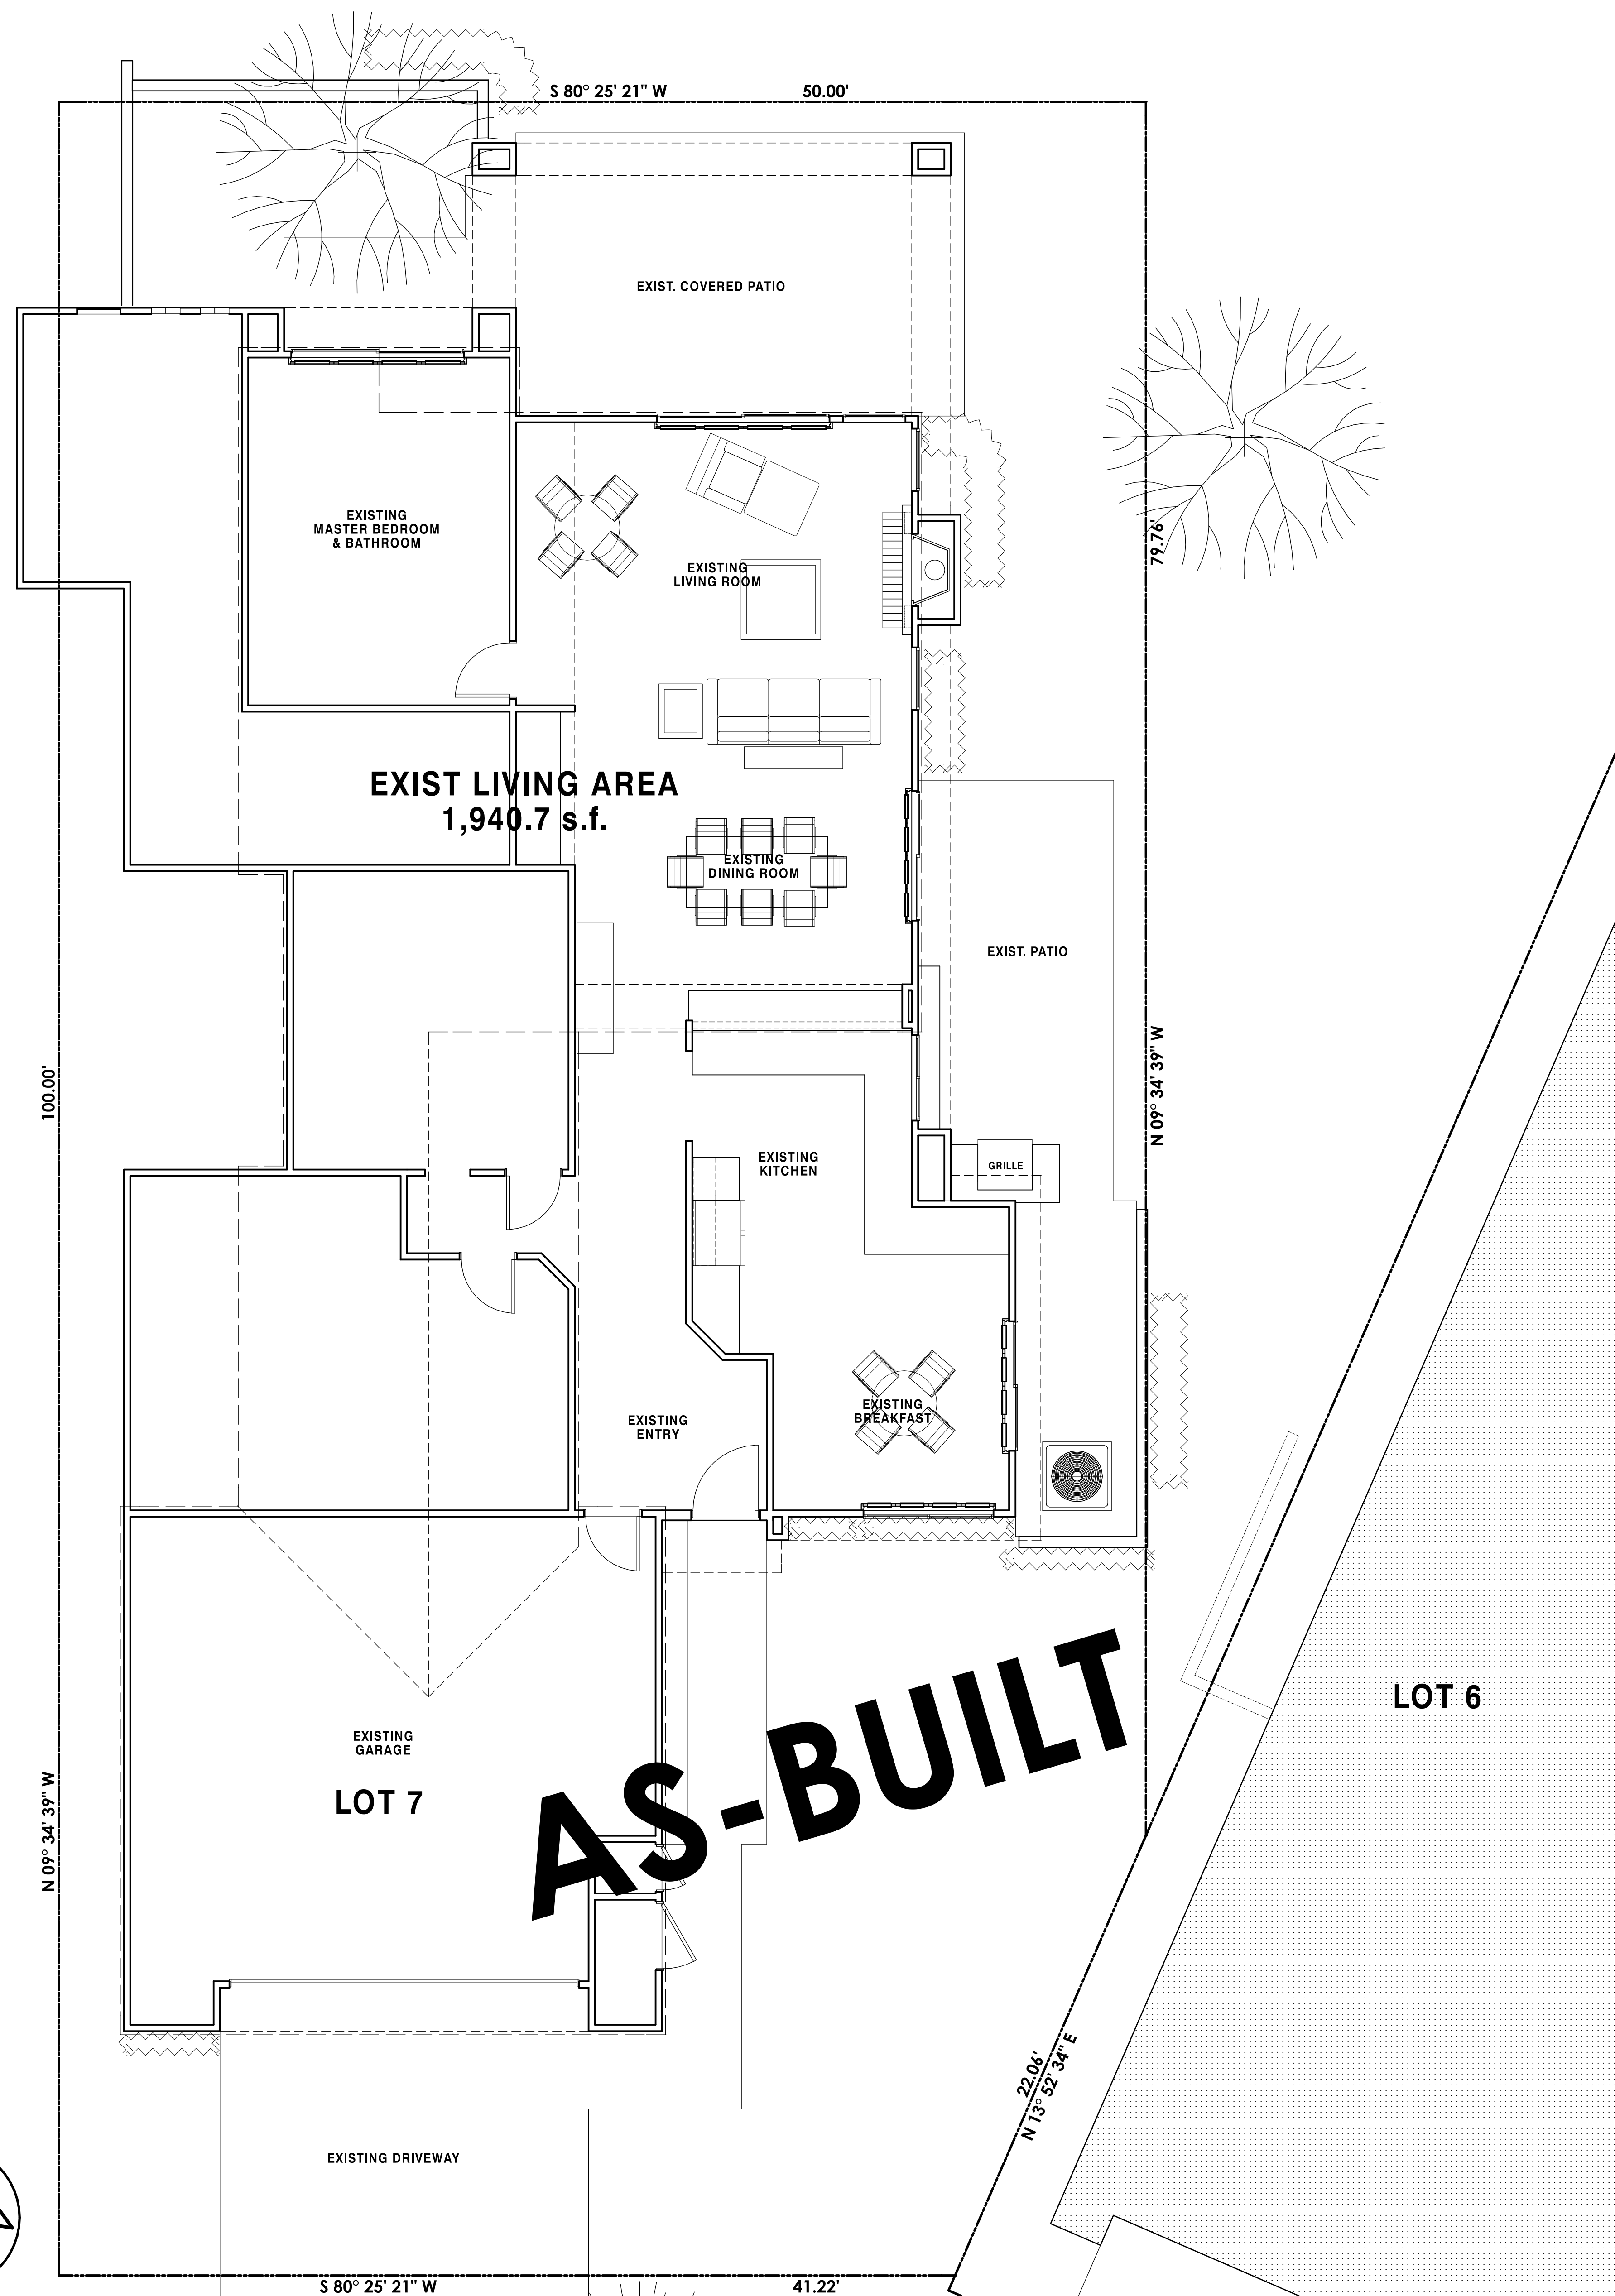 S 80° 25' 21" W
50.00'
EXIST. COVERED PATIO
EXISTING
MASTER BEDROOM
& BATHROOM
EXISTING
LIVING ROOM
79.76'
EXIST LIVING AREA
1,940.7 s.f.
EXISTING
DINING ROOM
EXIST. PATIO
100.00'
N 09° 34' 39" W
EXISTING
KITCHEN
GRILLE
EXISTING
BREAKFAST
EXISTING
ENTRY
AS-BUILT
LOT 6
EXISTING
GARAGE
LOT 7
N 09° 34' 39" W
22.06'
N 13° 52' 34" E
EXISTING DRIVEWAY
S 80° 25' 21" W
41.22'